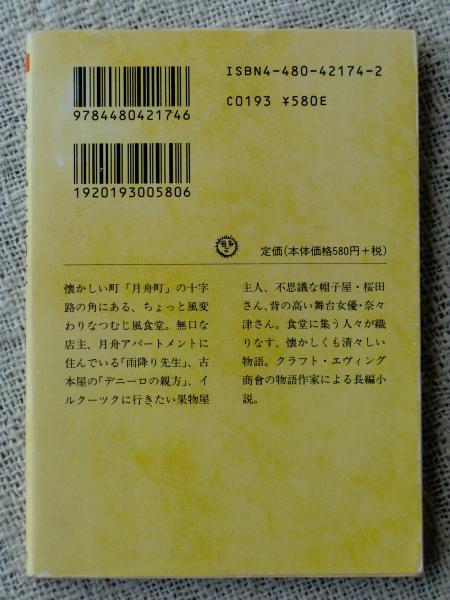 ISBN4-480-42174-2
9784480421746
C0193 ¥580E
1920193005806
定価(本体価格580円+税)
懐かしい町「月舟町」の十字
路の角にある、ちょっと風変
わりなつむじ風食堂。無口な
店主、月舟アパートメントに
住んでいる「雨降り先生」、古
本屋の「デニーロの親方」、イ
ルクーツクに行きたい果物屋
主人、不思議な帽子屋・桜田
さん、背の高い舞台女優・奈々
津さん。食堂に集う人々が織
りなす、懐かしくも清々しい
物語。クラフト・エヴィング
商會の物語作家による長編小
説。